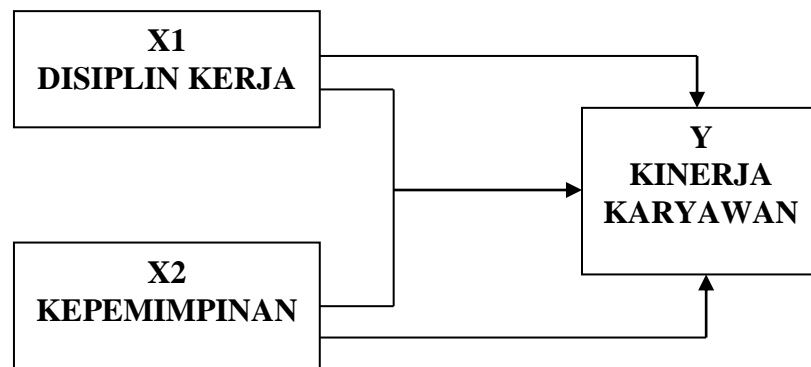 X1
DISIPLIN KERJA
Y
KINERJA
KARYAWAN
X2
KEPEMIMPINAN